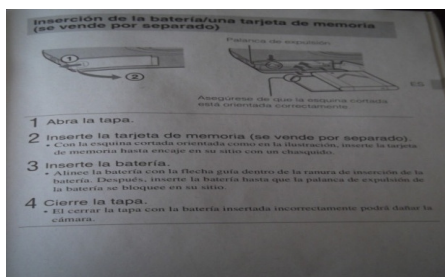 Inserción de la batería/una tarjeta de memoria
(se vende por separado)
Palanca de expulsión
1
2
ES
Asegúrese de que la esquina cortada
está orientada correctamente
1 Abra la tapa.
2 Inserte la tarjeta de memoria (se vende por separado).
• Con la esquina cortada orientada como en la ilustración, inserte la tarjeta
de memoria hasta encaje en su sitio con un chasquido.
3 Inserte la batería.
• Alinee la batería con la flecha guía dentro de la ranura de inserción de la
batería. Después, inserte la batería hasta que la palanca de expulsión de
la batería se bloquee en su sitio.
4 Cierre la tapa.
• El cerrar la tapa con la batería insertada incorrectamente podrá dañar la
cámara.